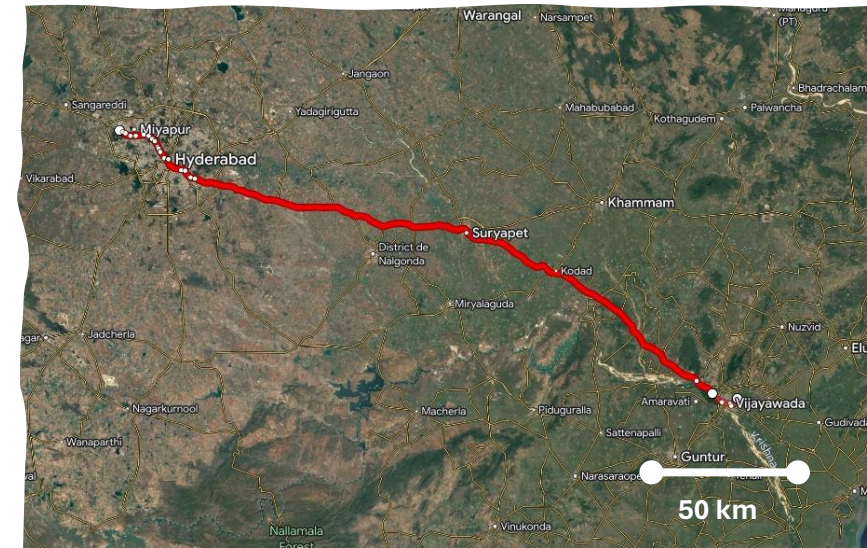 Warangal
Narsampet
(PT)
Jangaon
Bhadrachalam
Sangareddi
Yadagirigutta
Mahabubabad
Palwancha
Kothagudem
Miyapur
Hyderabad
Vikarabad
Khammam
Suryapet
District de
Nalgonda
Kodad
Miryalaguda
Nuzvid
Jadcherla
Elu
Amaravati
Vijayawada
Nagarkurnool
Macherla
Piduguralla
Gudivada
Sattenapalli
Wanaparthi
Krishna
Guntur
Narasaraope
50 km
Vinukonda
Nallamala
Forest